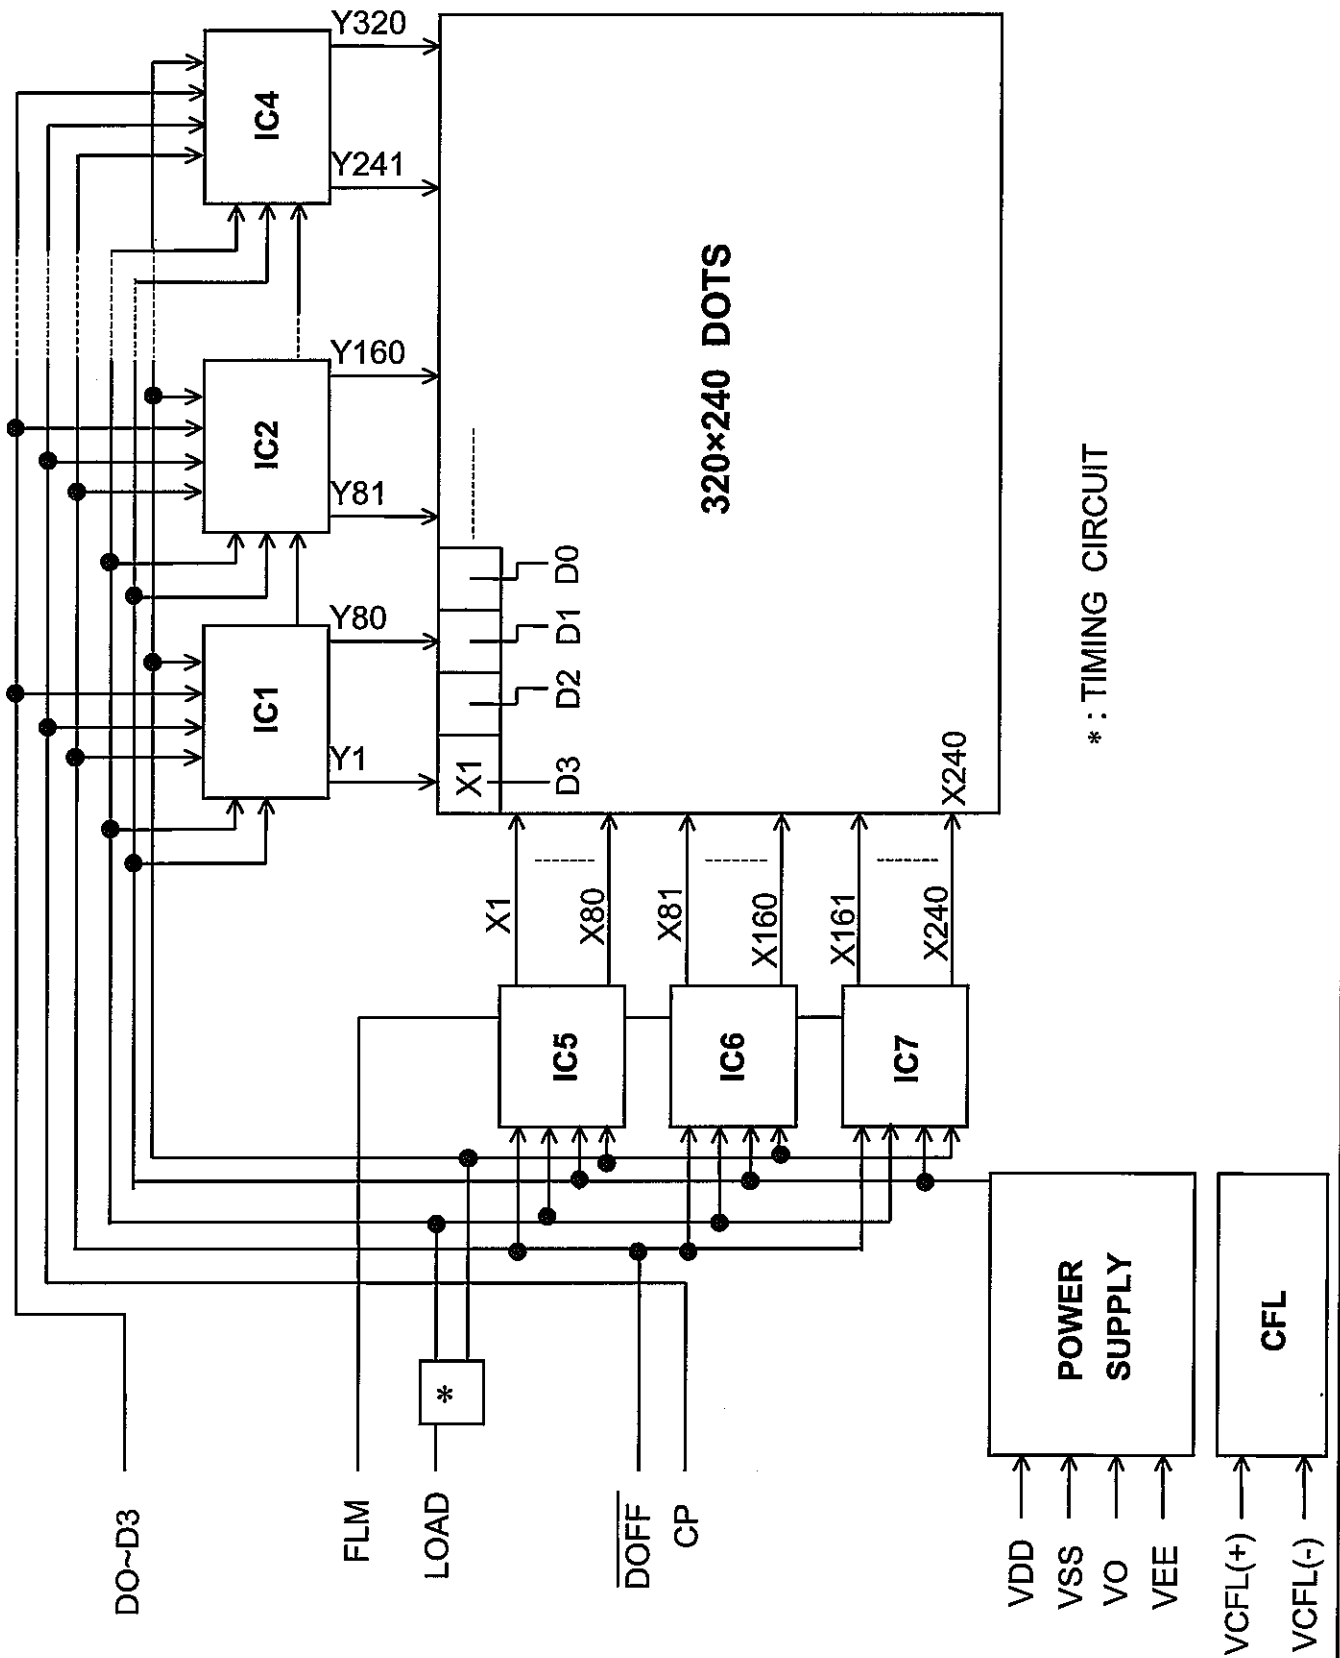 Y320
IC4
Y241
Y160
IC2
Y81
Y80
IC1
Y1
320×240 DOTS
D0
D1
D2
X1
D3
X240
X1
X80
X81
X160
X161
X240
IC5
IC6
IC7
* : TIMING CIRCUIT
DO~D3
FLM
LOAD
*
DOFF
CP
POWER
SUPPLY
CFL
VDD
VSS
VO
VEE
VCFL(+)
VCFL(-)